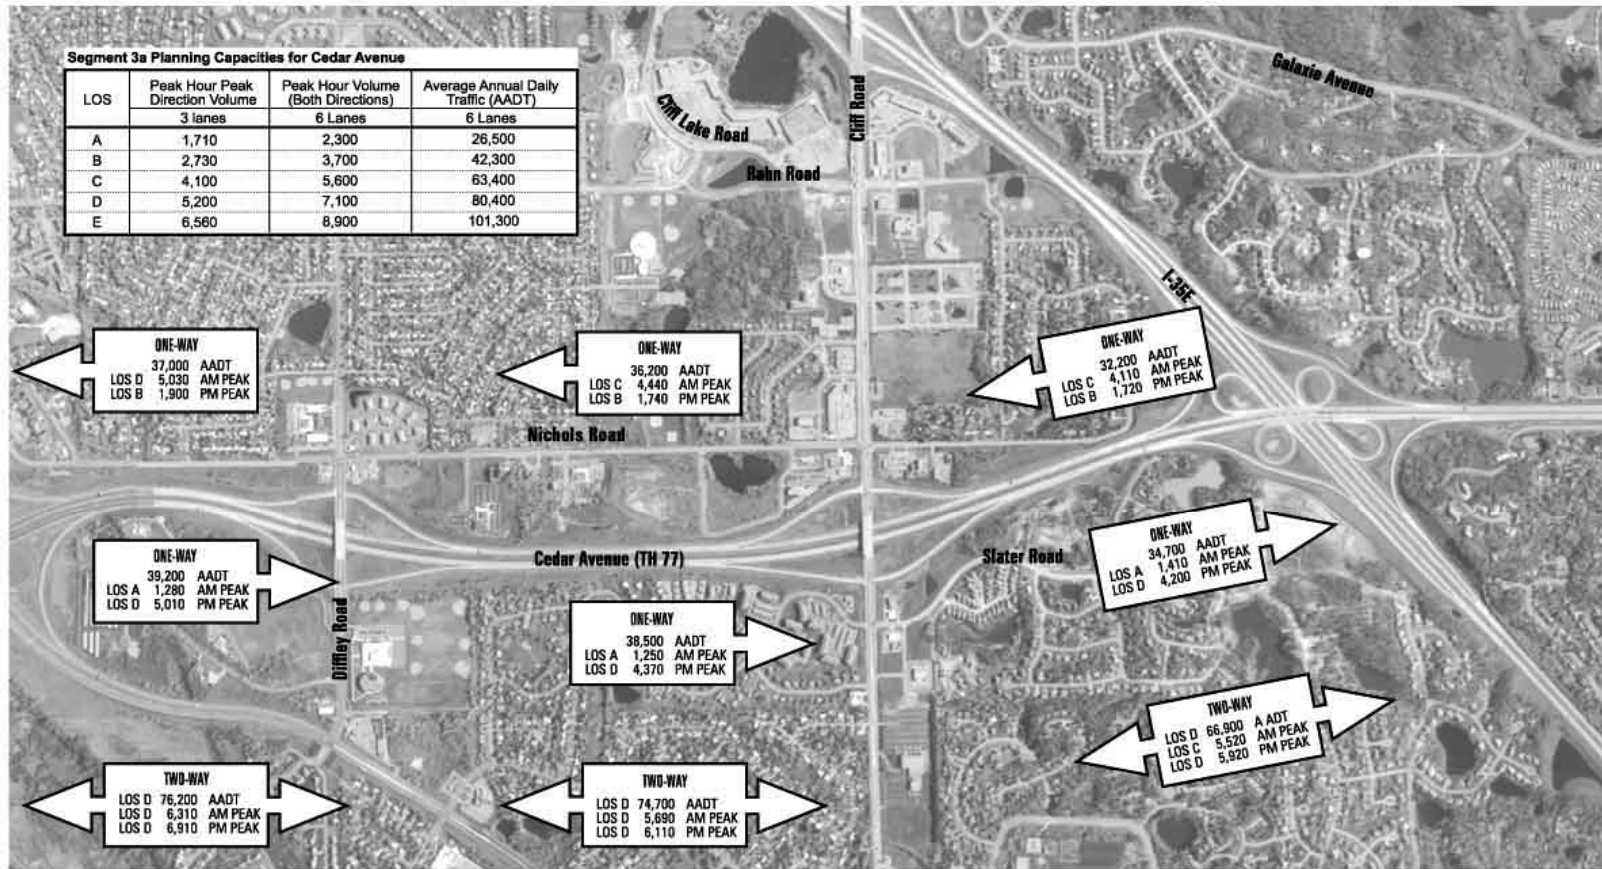 Segment 3a Planning Capacities for Cedar Avenue
LOS
Peak Hour Peak Direction Volume
Peak Hour Volume (Both Directions)
Average Annual Daily Traffic (AADT)
3 lanes 6 Lanes 6 Lanes
A 1,710 2,300 26,500
B 2,730 3,700 42,300
C 4,100 5,600 63,400
D 5,200 7,100 80,400
E 6,560 8,900 101,300
Cliff Lake Road
Cliff Road
Rahn Road
Galaxie Avenue
I-35E
ONE-WAY
37,000 AADT
LOS D 5,030 AM PEAK
LOS B 1,900 PM PEAK
ONE-WAY
36,200 AADT
LOS C 4,440 AM PEAK
LOS B 1,740 PM PEAK
ONE-WAY
32,200 AADT
LOS C 4,110 AM PEAK
LOS B 1,720 PM PEAK
Nichols Road
Cedar Avenue (TH 77)
Slater Road
Diffley Road
ONE-WAY
39,200 AADT
LOS A 1,280 AM PEAK
LOS D 5,010 PM PEAK
ONE-WAY
38,500 AADT
LOS A 1,250 AM PEAK
LOS D 4,370 PM PEAK
ONE-WAY
34,700 AADT
LOS A 1,410 AM PEAK
LOS D 4,200 PM PEAK
TWO-WAY
LOS D 76,200 AADT
LOS D 6,310 AM PEAK
LOS D 6,910 PM PEAK
TWO-WAY
LOS D 74,700 AADT
LOS D 5,690 AM PEAK
LOS D 6,110 PM PEAK
TWO-WAY
LOS D 66,900 A ADT
LOS C 5,520 AM PEAK
LOS D 5,920 PM PEAK